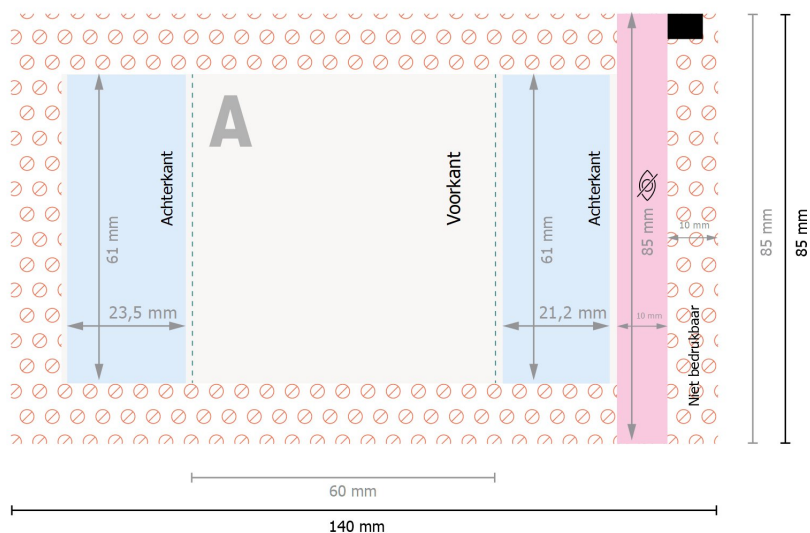 A
Achterkant
Voorkant
Achterkant
61 mm
61 mm
85 mm
10 mm
85 mm
85 mm
23,5 mm
21,2 mm
10 mm
Niet bedrukbaar
60 mm
140 mm